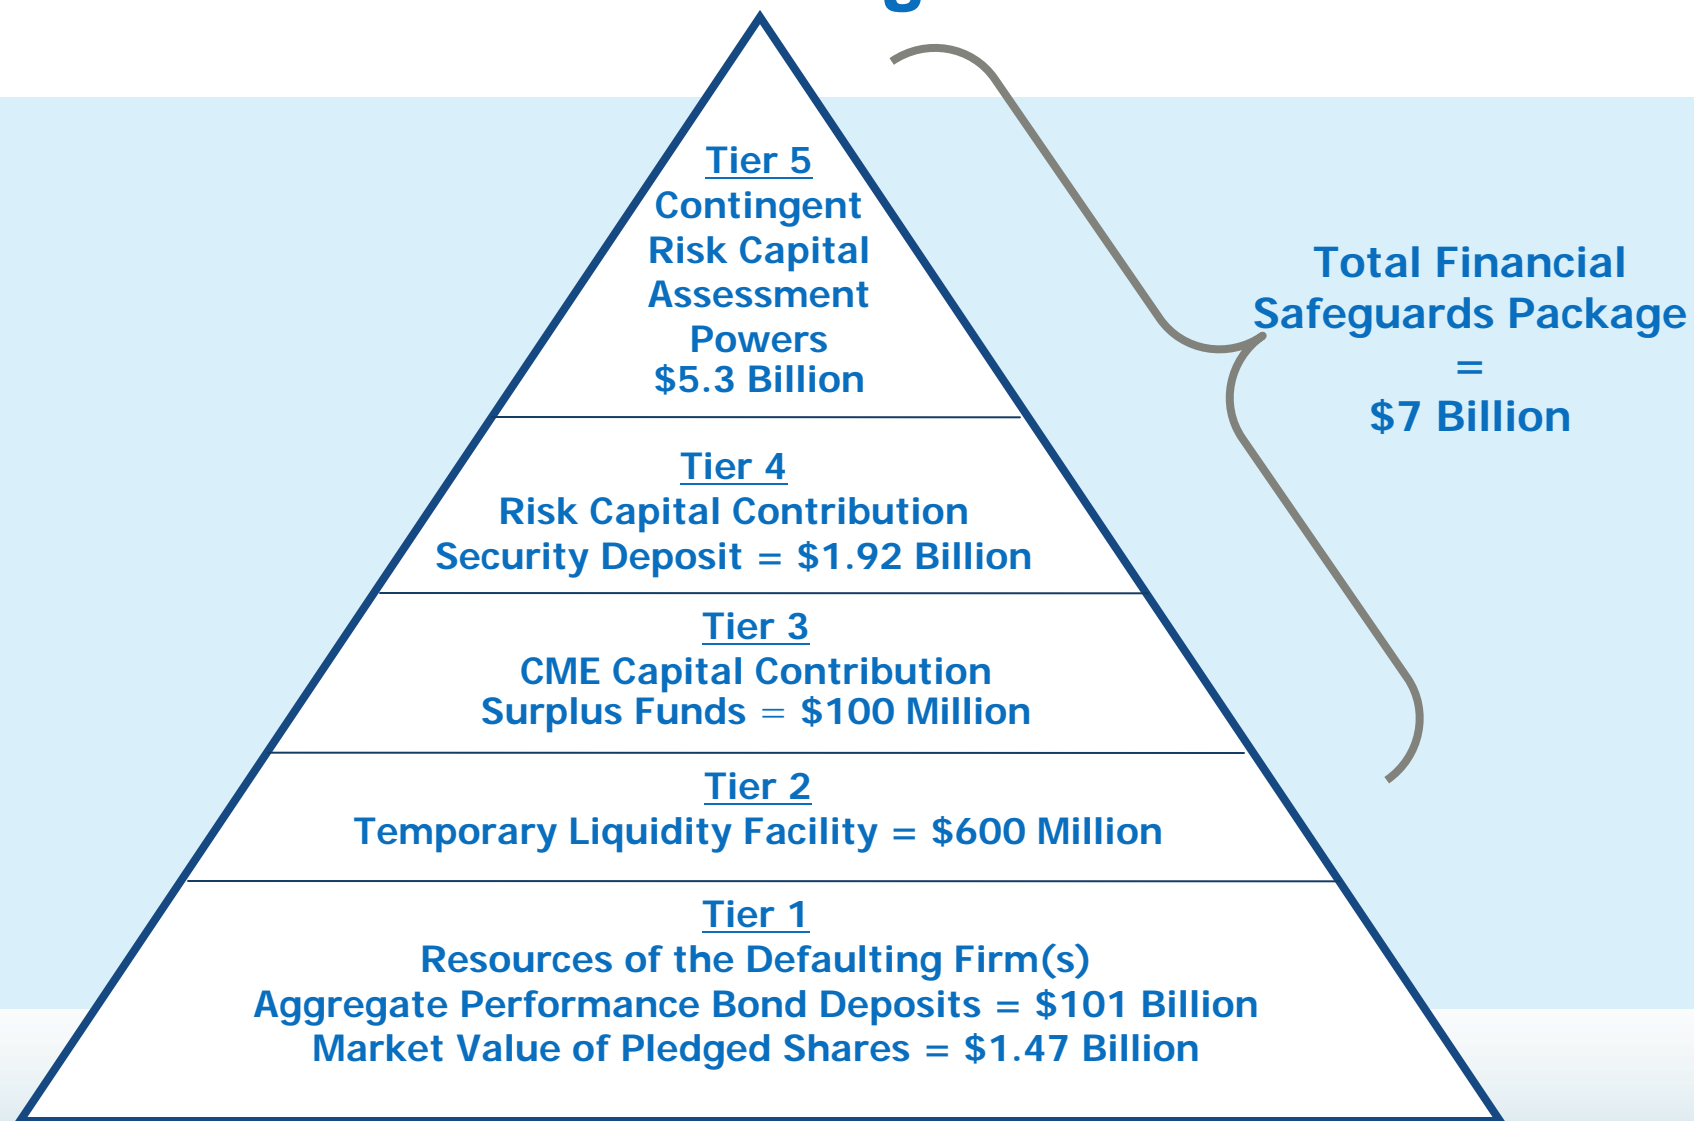 Tier 5
Contingent
Risk Capital
Assessment
Powers
$5.3 Billion
Total Financial
Safeguards Package
=
$7 Billion
Tier 4
Risk Capital Contribution
Security Deposit = $1.92 Billion
Tier 3
CME Capital Contribution
Surplus Funds = $100 Million
Tier 2
Temporary Liquidity Facility = $600 Million
Tier 1
Resources of the Defaulting Firm(s)
Aggregate Performance Bond Deposits = $101 Billion
Market Value of Pledged Shares = $1.47 Billion